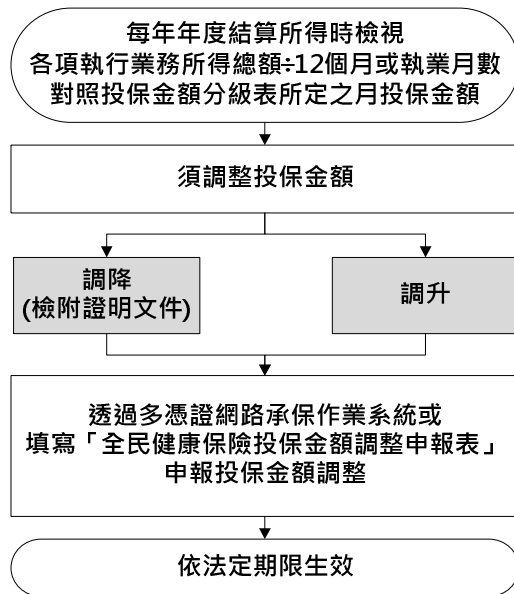 每年年度結算所得時檢視
各項執行業務所得總額÷12個月或執業月數
對照投保金額分級表所定之月投保金額
須調整投保金額
調降
(檢附證明文件)
調升
透過多憑證網路承保作業系統或
填寫「全民健康保險投保金額調整申報表」
申報投保金額調整
依法定期限生效